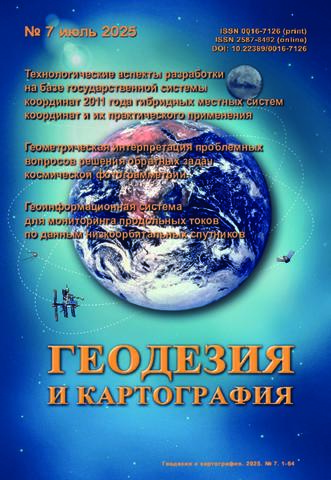 № 7 июль 2025
ISSN 0016-7126 (print)
ISSN 2587-8492 (online)
DOI: 10.22389/0016-7126
Технологические аспекты разработки
на базе государственной системы
координат 2011 года гибридных местных систем
координат и их практического применения
Геометрическая интерпретация проблемных
вопросов решения обратных задач
космической фотограмметрии
Геоинформационная система
для мониторинга продольных токов
по данным низкоорбитальных спутников
ГЕОДЕЗИЯ
И КАРТОГРАФИЯ
Геодезия и картография. 2025. № 7. 1–64